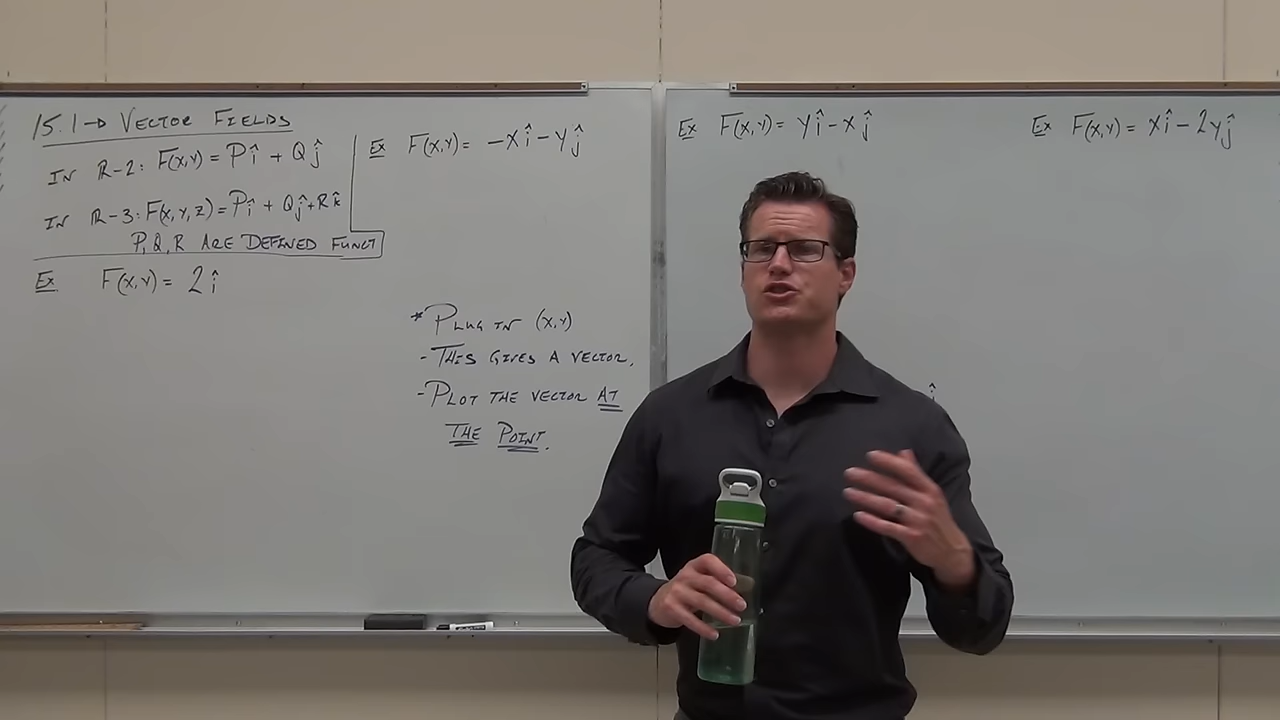 15.1→ VECTOR FIELDS
IN R-2: F(x,y) = Pî + Qĵ
IN R-3: F(x,y,z) = Pî + Qĵ + Rk̂
P, Q, R ARE DEFINED FUNCT
Ex F(x,y) = 2î
Ex F(x,y) = -xî - yĵ
* PLUG IN (x,y)
- THIS GIVES A VECTOR.
- PLOT THE VECTOR AT
THE POINT.
Ex F(x,y) = yî - xĵ
Ex F(x,y) = xî - 2yĵ